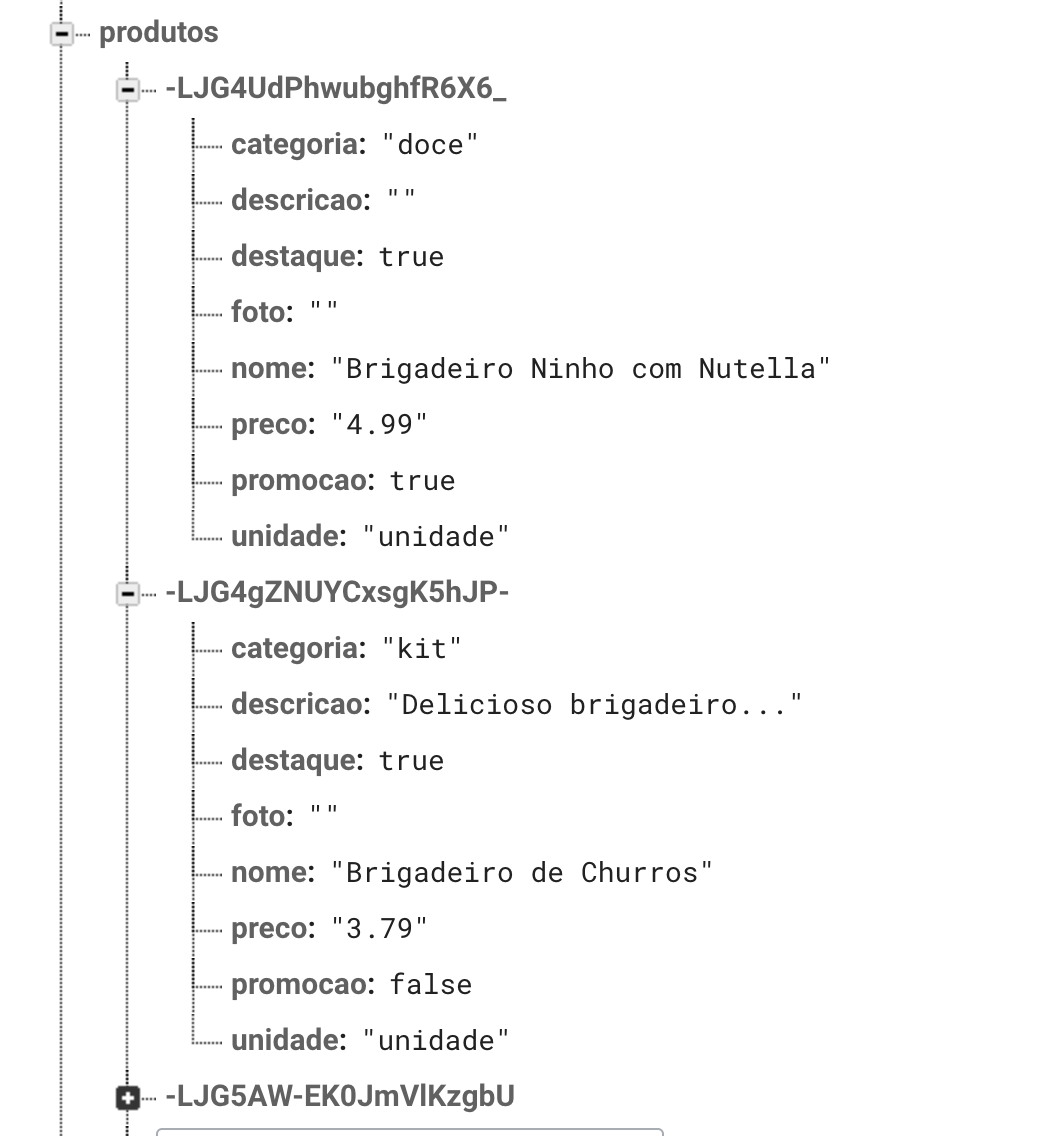 produtos
-LJG4UdPhwubghfR6X6_
categoria: "doce"
descricao: ""
destaque: true
foto: ""
nome: "Brigadeiro Ninho com Nutella"
preco: "4.99"
promocao: true
unidade: "unidade"
-LJG4gZNUYCxsgK5hJP-
categoria: "kit"
descricao: "Delicioso brigadeiro..."
destaque: true
foto: ""
nome: "Brigadeiro de Churros"
preco: "3.79"
promocao: false
unidade: "unidade"
-LJG5AW-EK0JmVlKzgbU